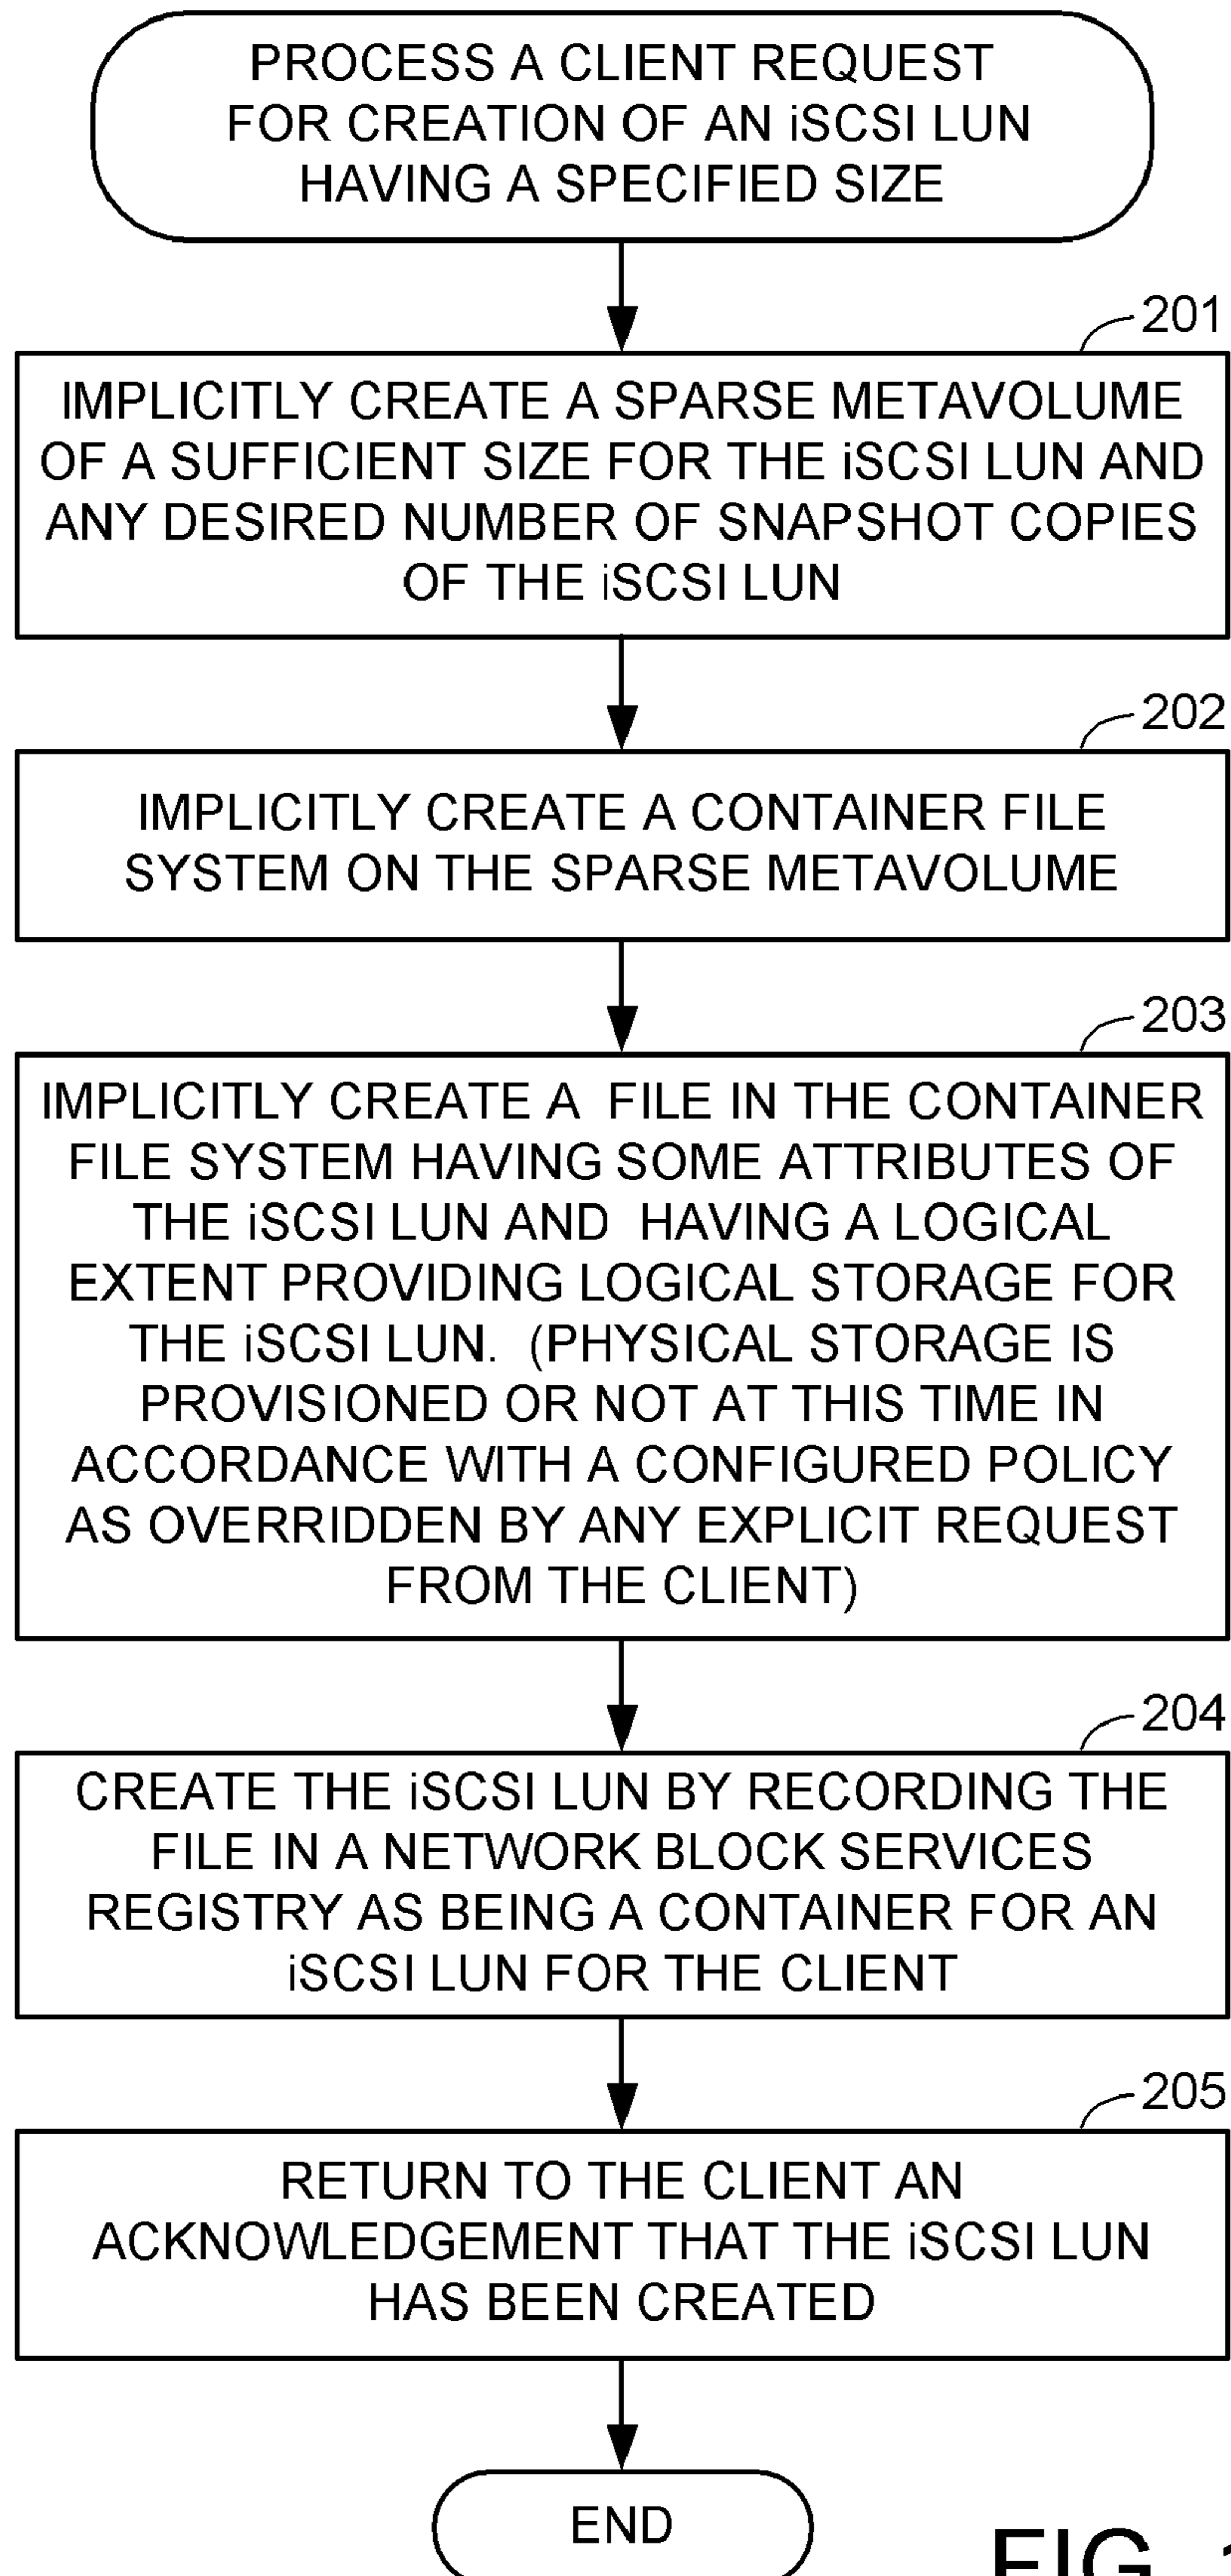 PROCESS A CLIENT REQUEST
FOR CREATION OF AN iSCSI LUN
HAVING A SPECIFIED SIZE
201
IMPLICITLY CREATE A SPARSE METAVOLUME
OF A SUFFICIENT SIZE FOR THE iSCSI LUN AND
ANY DESIRED NUMBER OF SNAPSHOT COPIES
OF THE iSCSI LUN
202
IMPLICITLY CREATE A CONTAINER FILE
SYSTEM ON THE SPARSE METAVOLUME
203
IMPLICITLY CREATE A FILE IN THE CONTAINER
FILE SYSTEM HAVING SOME ATTRIBUTES OF
THE iSCSI LUN AND HAVING A LOGICAL
EXTENT PROVIDING LOGICAL STORAGE FOR
THE iSCSI LUN. (PHYSICAL STORAGE IS
PROVISIONED OR NOT AT THIS TIME IN
ACCORDANCE WITH A CONFIGURED POLICY
AS OVERRIDDEN BY ANY EXPLICIT REQUEST
FROM THE CLIENT)
204
CREATE THE iSCSI LUN BY RECORDING THE
FILE IN A NETWORK BLOCK SERVICES
REGISTRY AS BEING A CONTAINER FOR AN
iSCSI LUN FOR THE CLIENT
205
RETURN TO THE CLIENT AN
ACKNOWLEDGEMENT THAT THE iSCSI LUN
HAS BEEN CREATED
END
FIG.